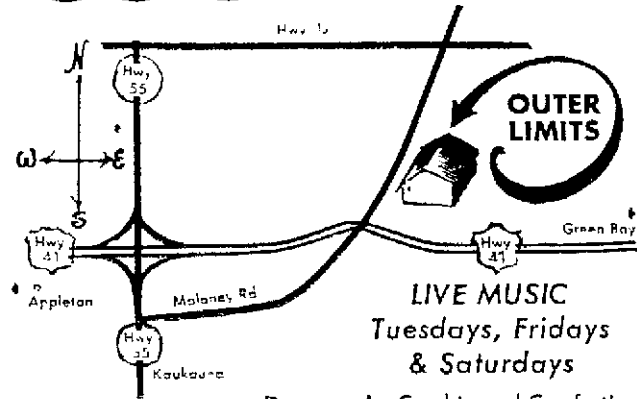 Hwy
N
Hwy
55
OUTER
LIMITS
W
E
S
Hwy
41
Hwy
41
Green Bay
Appleton
Maloney Rd
LIVE MUSIC
Tuesdays, Fridays
& Saturdays
Hwy
55
Kaukauna